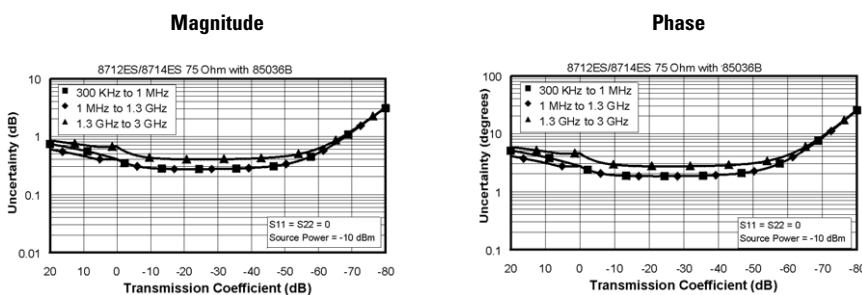 Magnitude
8712ES/8714ES 75 Ohm with 85036B
Uncertainty (dB)
10
1
0.1
0.01
300 KHz to 1 MHz
1 MHz to 1.3 GHz
1.3 GHz to 3 GHz
S11 = S22 = 0
Source Power = -10 dBm
20 10 0 -10 -20 -30 -40 -50 -60 -70 -80
Transmission Coefficient (dB)
Phase
8712ES/8714ES 75 Ohm with 85036B
Uncertainty (degrees)
100
10
1
0.1
300 KHz to 1 MHz
1 MHz to 1.3 GHz
1.3 GHz to 3 GHz
S11 = S22 = 0
Source Power = -10 dBm
20 10 0 -10 -20 -30 -40 -50 -60 -70 -80
Transmission Coefficient (dB)